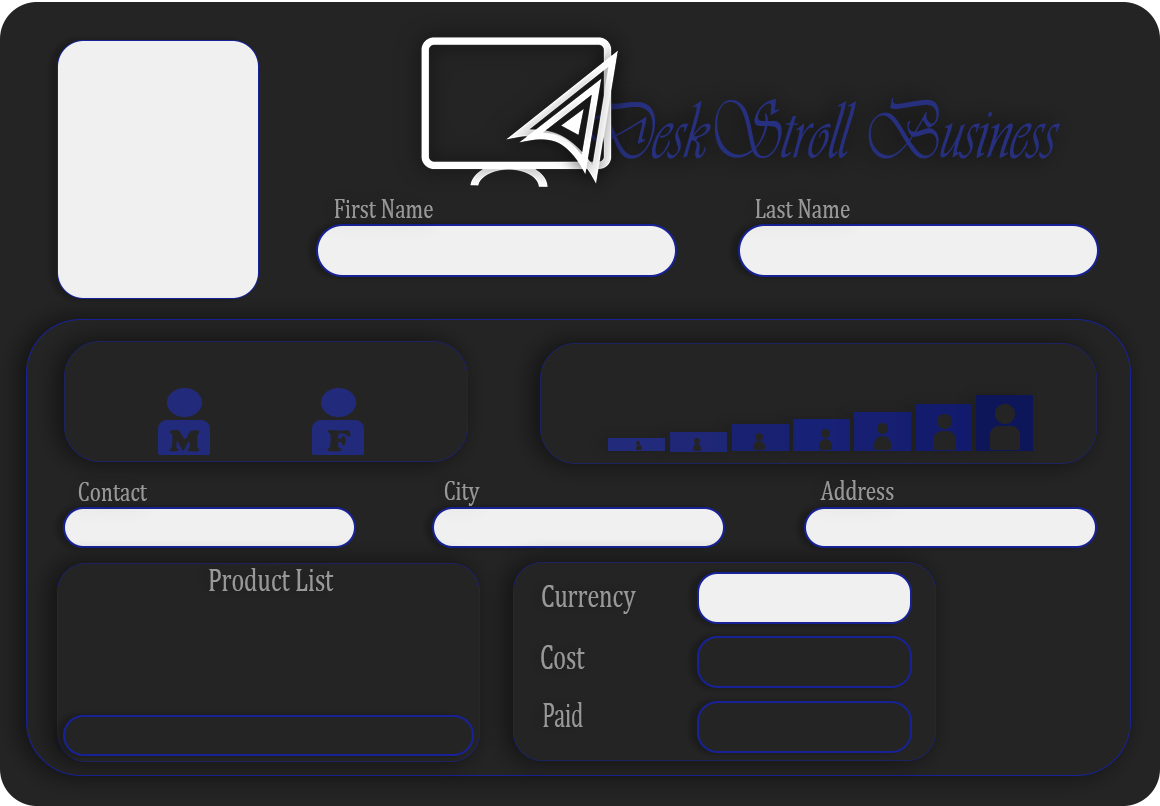 DeskStroll Business
First Name
Last Name
M
F
Contact
City
Address
Product List
Currency
Cost
Paid